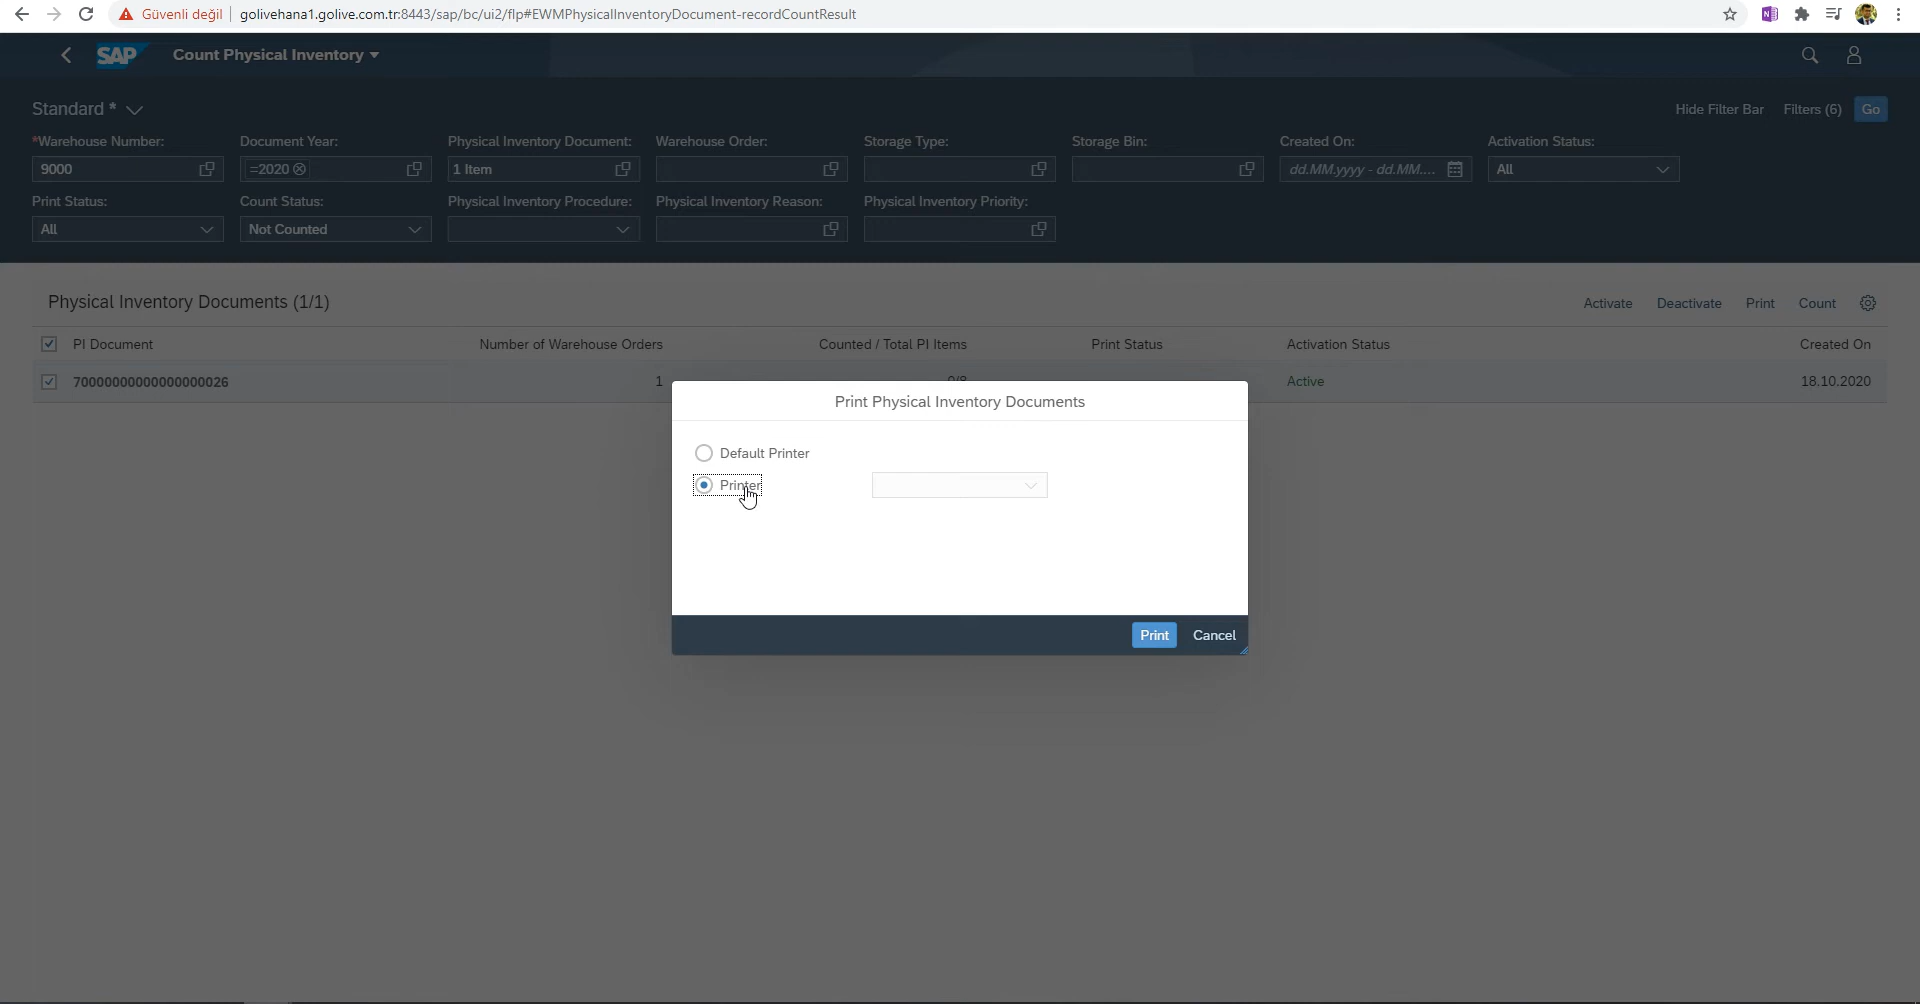 Güvenli değil golivehana1.golive.com.tr:8443/sap/bc/ui2/flp#EWMPhysicalInventoryDocument-recordCountResult
SAP Count Physical Inventory
Standard * Hide Filter Bar Filters (6) Go
*Warehouse Number: Document Year: Physical Inventory Document: Warehouse Order: Storage Type: Storage Bin: Created On: Activation Status:
9000 =2020 1 Item dd.MM.yyyy - dd.MM.... All
Print Status: Count Status: Physical Inventory Procedure: Physical Inventory Reason: Physical Inventory Priority:
All Not Counted
Physical Inventory Documents (1/1) Activate Deactivate Print Count
PI Document Number of Warehouse Orders Counted / Total PI Items Print Status Activation Status Created On
70000000000000000026 1 0/8 Active 18.10.2020
Print Physical Inventory Documents
Default Printer
Printer
Print Cancel